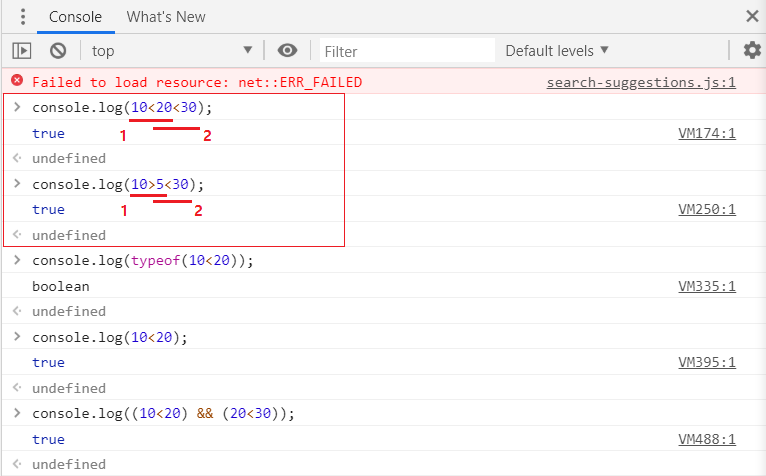 Console What's New
top Filter Default levels
Failed to load resource: net::ERR_FAILED search-suggestions.js:1
console.log(10<20<30);
true VM174:1
1 2
undefined
console.log(10>5<30);
true VM250:1
1 2
undefined
console.log(typeof(10<20));
boolean VM335:1
undefined
console.log(10<20);
true VM395:1
undefined
console.log((10<20) && (20<30));
true VM488:1
undefined